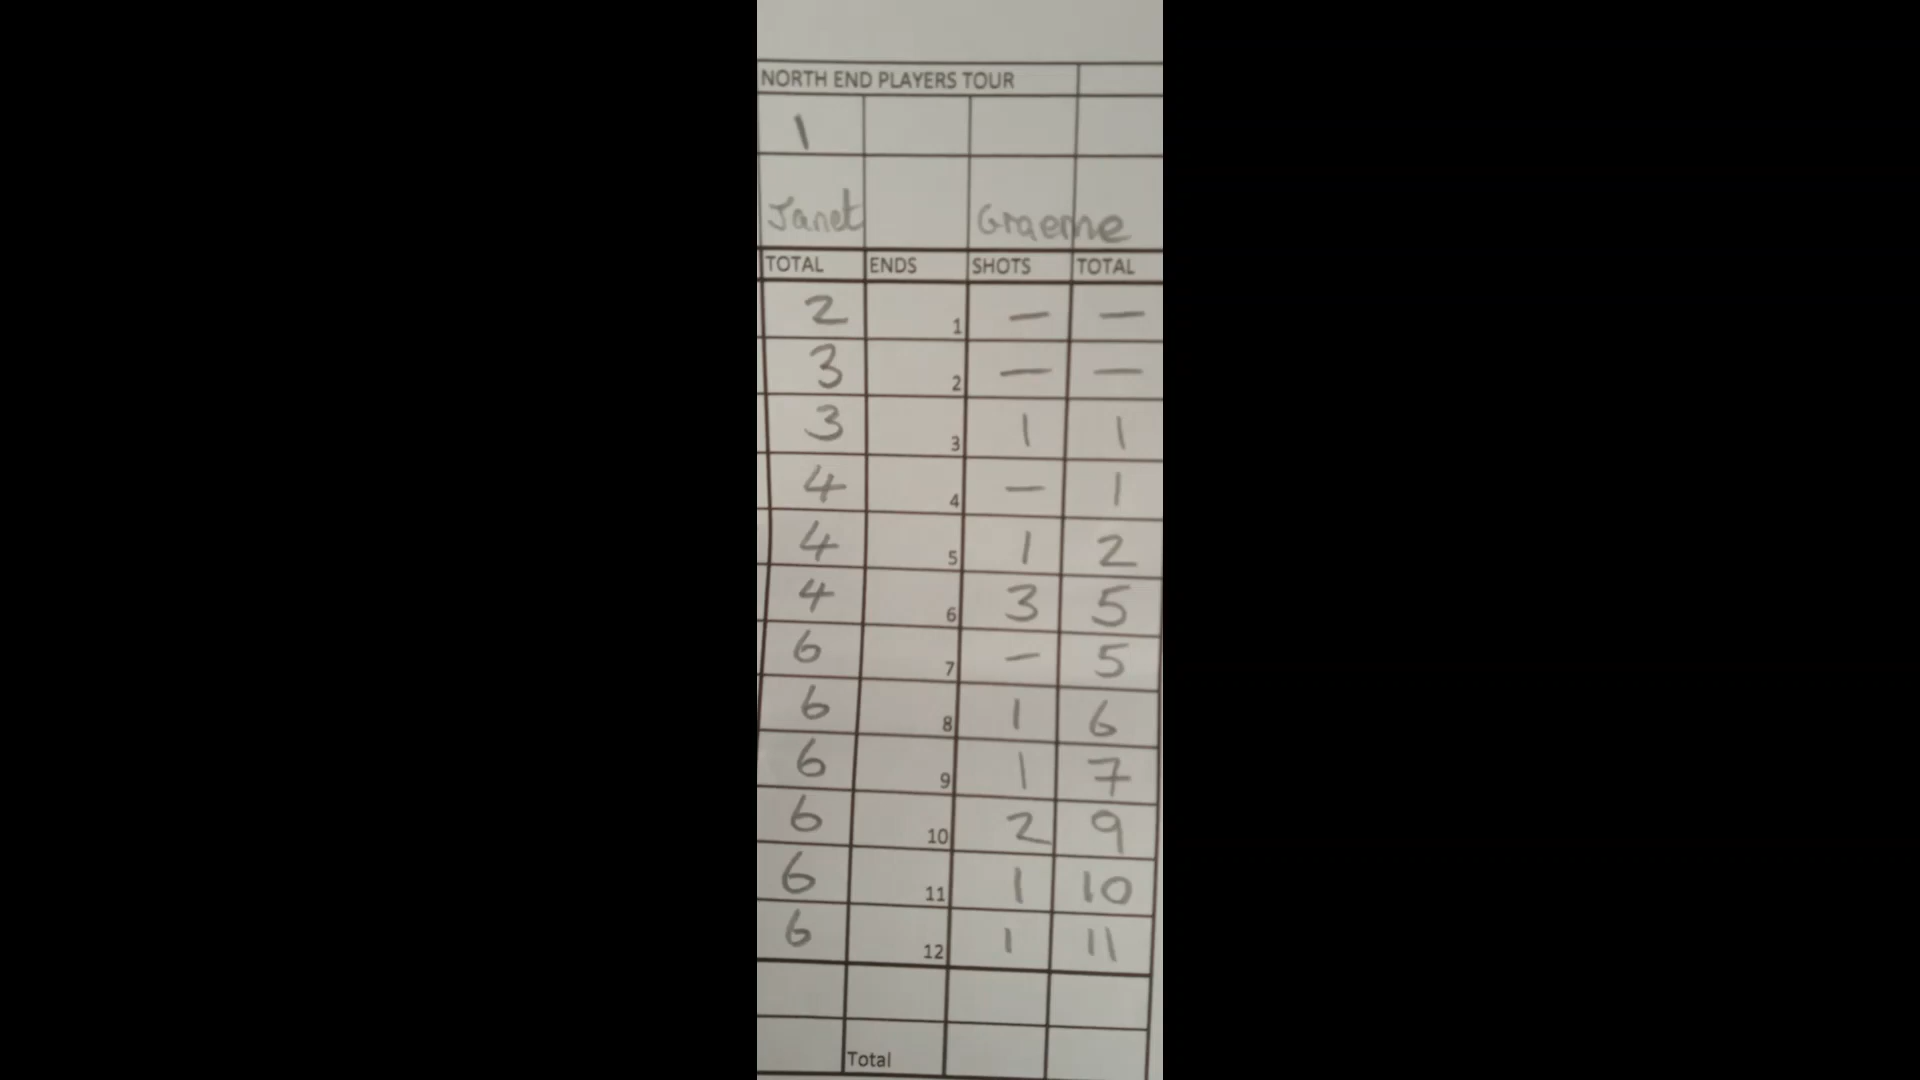 NORTH END PLAYERS TOUR
1
Janet Graeme
TOTAL ENDS SHOTS TOTAL
2 1 — —
3 2 — —
3 3 1 1
4 4 — 1
4 5 1 2
4 6 3 5
6 7 — 5
6 8 1 6
6 9 1 7
6 10 2 9
6 11 1 10
6 12 1 11
Total